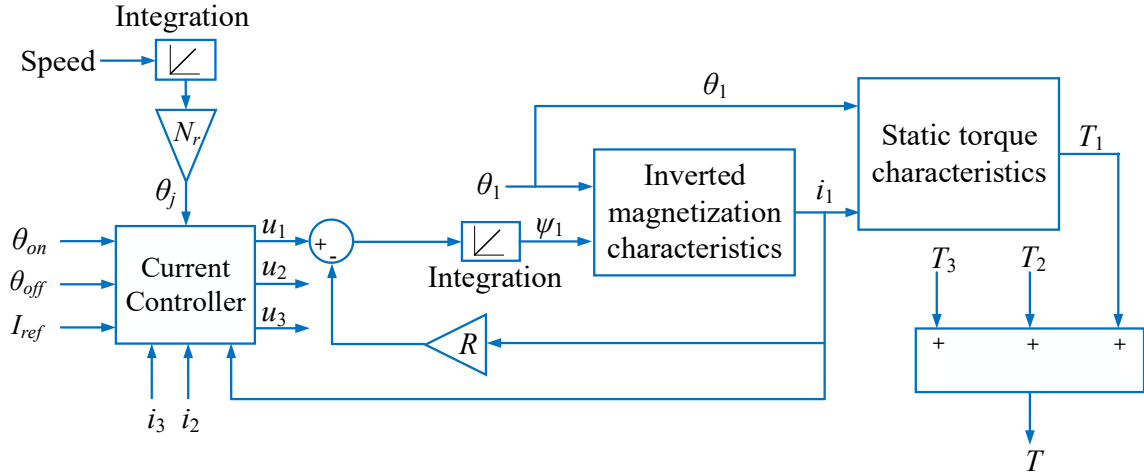 Integration
Speed
N_r
θ_j
θ_on
θ_off
I_ref
Current
Controller
u_1
u_2
u_3
i_3
i_2
+
-
Integration
ψ_1
θ_1
θ_1
Inverted
magnetization
characteristics
i_1
R
Static torque
characteristics
T_1
T_3
T_2
+ + +
T